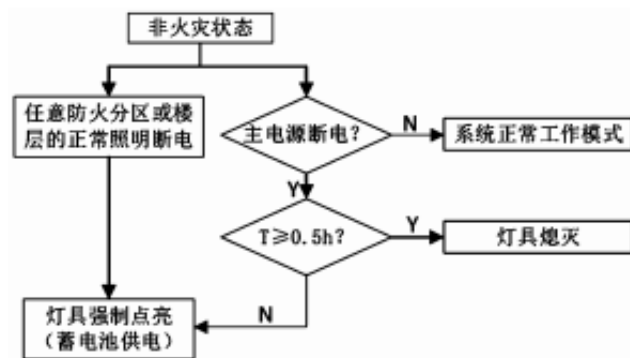 非火灾状态
任意防火分区或楼
层的正常照明断电
主电源断电？
N
系统正常工作模式
Y
T≥0.5h？
Y
灯具熄灭
N
灯具强制点亮
（蓄电池供电）